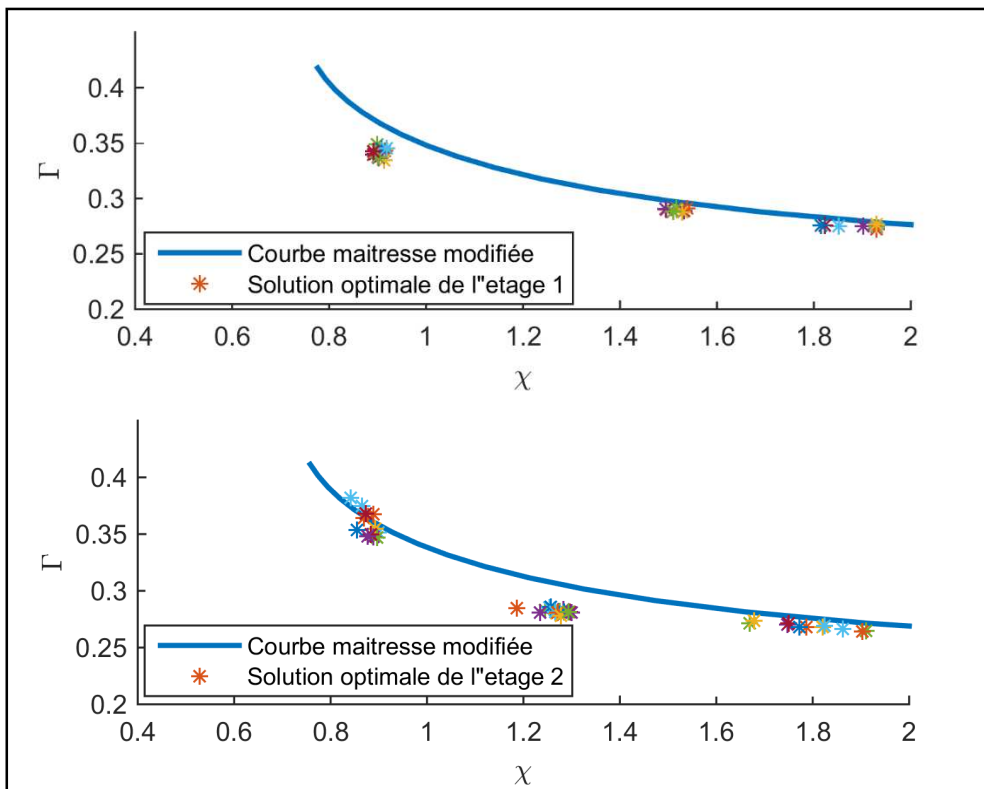 0.4
0.35
0.3
0.25
0.2
Γ
Courbe maitresse modifiée
Solution optimale de l"etage 1
0.4 0.6 0.8 1 1.2 1.4 1.6 1.8 2
χ
0.4
0.35
0.3
0.25
0.2
Γ
Courbe maitresse modifiée
Solution optimale de l"etage 2
0.4 0.6 0.8 1 1.2 1.4 1.6 1.8 2
χ